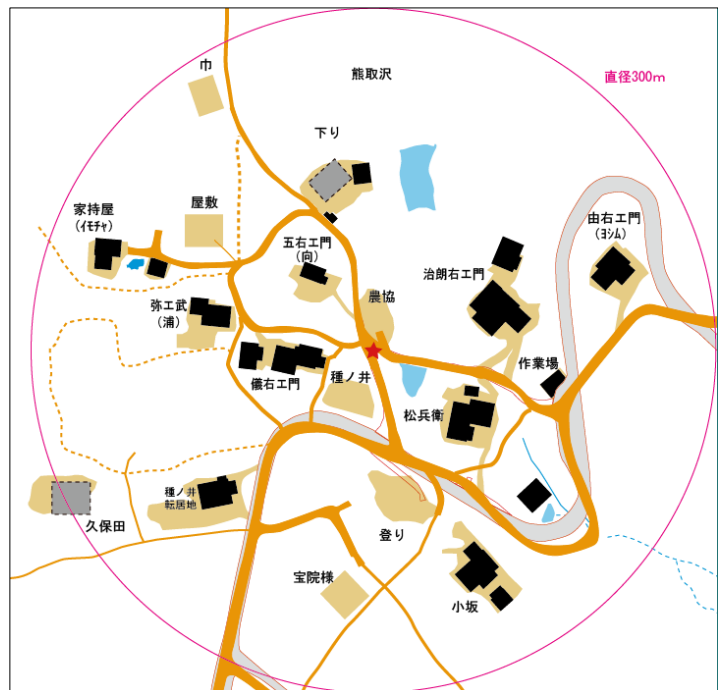 巾
熊取沢
直径300m
下り
屋敷
家持屋
(イモチャ)
五右エ門
(向)
由右エ門
(ヨシム)
治朗右エ門
農協
弥エ武
(浦)
儀右エ門
種ノ井
作業場
松兵衛
種ノ井
転居地
久保田
登り
宝院様
小坂